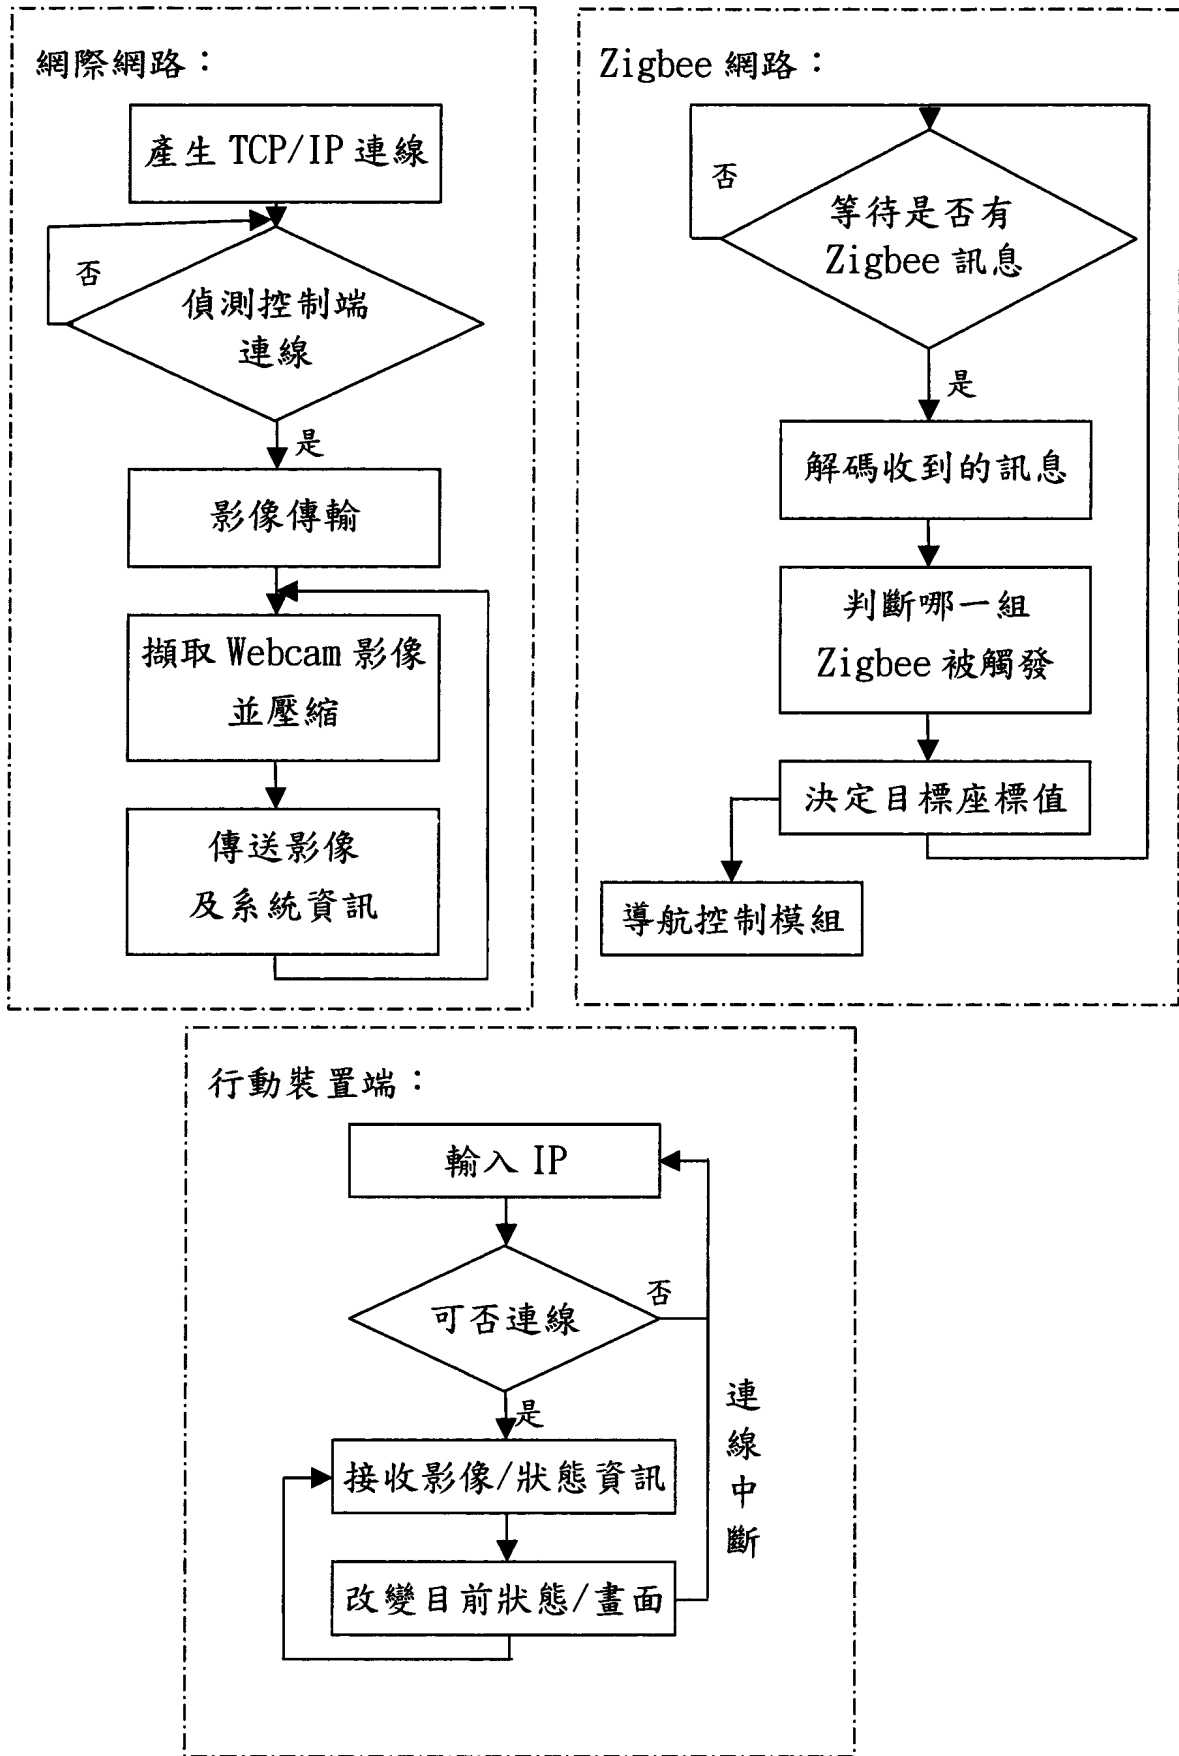 網際網路：
產生 TCP/IP 連線
否
偵測控制端
連線
是
影像傳輸
擷取 Webcam 影像
並壓縮
傳送影像
及系統資訊
Zigbee 網路：
否
等待是否有
Zigbee 訊息
是
解碼收到的訊息
判斷哪一組
Zigbee 被觸發
決定目標座標值
導航控制模組
行動裝置端：
輸入 IP
否
可否連線
是
連線中斷
接收影像/狀態資訊
改變目前狀態/畫面